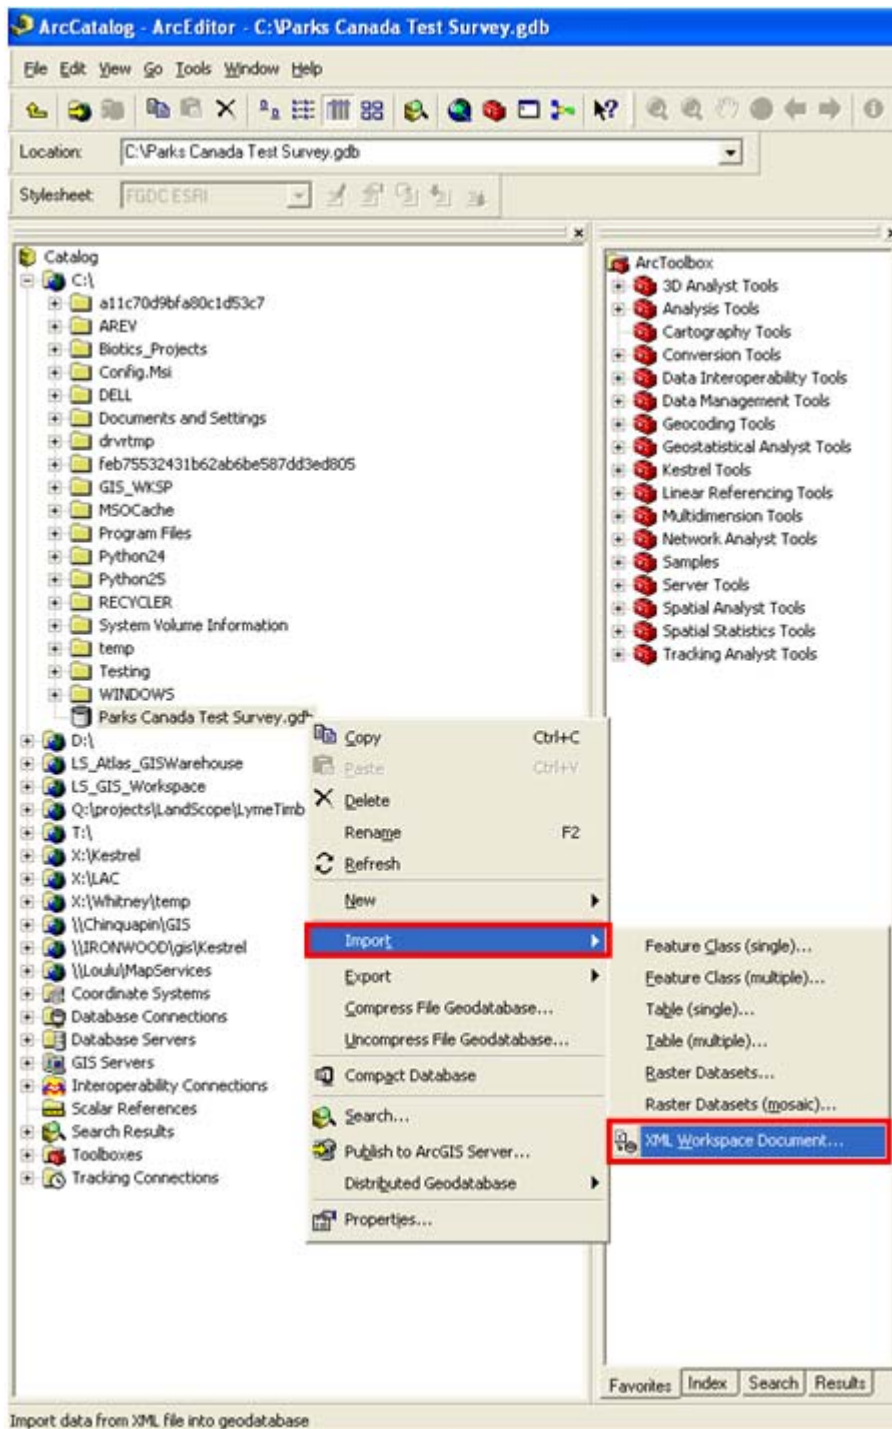 ArcCatalog - ArcEditor - C:\Parks Canada Test Survey.gdb
File Edit View Go Tools Window Help
Location: C:\Parks Canada Test Survey.gdb
Stylesheet: FGDC ESRI
Catalog
C:\
a11c70d9bfa80c1d53c7
AREV
Biotics_Projects
Config.Msi
DELL
Documents and Settings
drvrtmp
feb75532431b62ab6be587dd3ed805
GIS_WKSP
MSOCache
Program Files
Python24
Python25
RECYCLER
System Volume Information
temp
Testing
WINDOWS
Parks Canada Test Survey.gdb
D:\
LS_Atlas_GISWarehouse
LS_GIS_Workspace
Q:\projects\LandScope\LymeTimb
T:\
X:\Kestrel
X:\LAC
X:\Whitney\temp
\\Chinquapin\GIS
\\IRONWOOD\gis\Kestrel
\\Loulu\MapServices
Coordinate Systems
Database Connections
Database Servers
GIS Servers
Interoperability Connections
Scalar References
Search Results
Toolboxes
Tracking Connections
Copy Ctrl+C
Paste Ctrl+V
Delete
Rename F2
Refresh
New
Import
Export
Compress File Geodatabase...
Uncompress File Geodatabase...
Compact Database
Search...
Publish to ArcGIS Server...
Distributed Geodatabase
Properties...
Feature Class (single)...
Feature Class (multiple)...
Table (single)...
Table (multiple)...
Raster Datasets...
Raster Datasets (mosaic)...
XML Workspace Document...
ArcToolbox
3D Analyst Tools
Analysis Tools
Cartography Tools
Conversion Tools
Data Interoperability Tools
Data Management Tools
Geocoding Tools
Geostatistical Analyst Tools
Kestrel Tools
Linear Referencing Tools
Multidimension Tools
Network Analyst Tools
Samples
Server Tools
Spatial Analyst Tools
Spatial Statistics Tools
Tracking Analyst Tools
Favorites Index Search Results
Import data from XML file into geodatabase